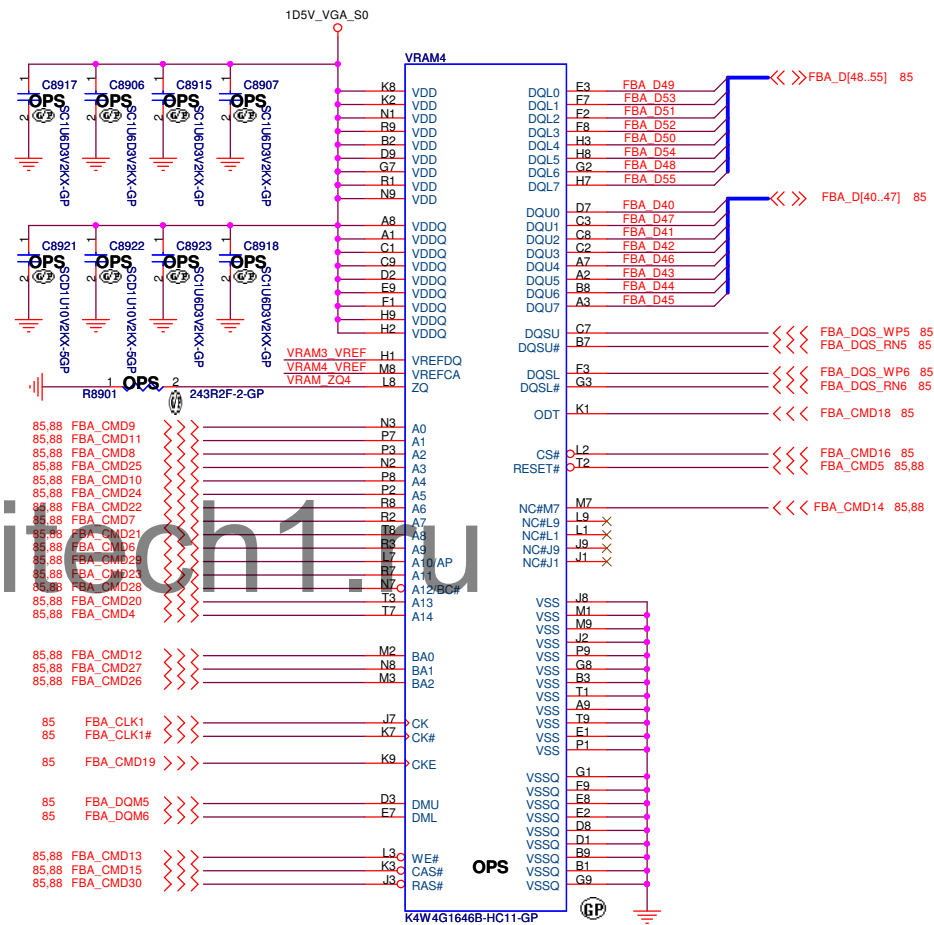 1D5V_VGA_S0
VRAM4
C8917 C8906 C8915 C8907
1 1 1 1
OPS OPS OPS OPS
2 2 2 2
SC1U6D3V2KX-GP SC1U6D3V2KX-GP SC1U6D3V2KX-GP SC1U6D3V2KX-GP
C8921 C8922 C8923 C8918
1 1 1 1
OPS OPS OPS OPS
2 2 2 2
SCD1U10V2KX-5GP SCD1U10V2KX-5GP SC1U6D3V2KX-GP SC1U6D3V2KX-GP
K8 VDD
K2 VDD
N1 VDD
R9 VDD
B2 VDD
D9 VDD
G7 VDD
R1 VDD
N9 VDD
A8 VDDQ
A1 VDDQ
C1 VDDQ
C9 VDDQ
D2 VDDQ
E9 VDDQ
F1 VDDQ
H9 VDDQ
H2 VDDQ
VRAM3_VREF H1 VREFDQ
VRAM4_VREF M8 VREFCA
VRAM_ZQ4 L8 ZQ
1 OPS 2
R8901 243R2F-2-GP
85,88 FBA_CMD9 N3 A0
85,88 FBA_CMD11 P7 A1
85,88 FBA_CMD8 P3 A2
85,88 FBA_CMD25 N2 A3
85,88 FBA_CMD10 P8 A4
85,88 FBA_CMD24 P2 A5
85,88 FBA_CMD22 R8 A6
85,88 FBA_CMD7 R2 A7
85,88 FBA_CMD21 T8 A8
85,88 FBA_CMD6 R3 A9
85,88 FBA_CMD29 L7 A10/AP
85,88 FBA_CMD23 R7 A11
85,88 FBA_CMD28 N7 A12/BC#
85,88 FBA_CMD20 T3 A13
85,88 FBA_CMD4 T7 A14
85,88 FBA_CMD12 M2 BA0
85,88 FBA_CMD27 N8 BA1
85,88 FBA_CMD26 M3 BA2
85 FBA_CLK1 J7 CK
85 FBA_CLK1# K7 CK#
85 FBA_CMD19 K9 CKE
85 FBA_DQM5 D3 DMU
85 FBA_DQM6 E7 DML
85,88 FBA_CMD13 L3 WE#
85,88 FBA_CMD15 K3 CAS#
85,88 FBA_CMD30 J3 RAS#
DQL0 E3 FBA_D49
DQL1 F7 FBA_D53
DQL2 F2 FBA_D51
DQL3 F8 FBA_D52
DQL4 H3 FBA_D50
DQL5 H8 FBA_D54
DQL6 G2 FBA_D48
DQL7 H7 FBA_D55
FBA_D[48..55] 85
DQU0 D7 FBA_D40
DQU1 C3 FBA_D47
DQU2 C8 FBA_D41
DQU3 C2 FBA_D42
DQU4 A7 FBA_D46
DQU5 A2 FBA_D43
DQU6 B8 FBA_D44
DQU7 A3 FBA_D45
FBA_D[40..47] 85
DQSU C7 FBA_DQS_WP5 85
DQSU# B7 FBA_DQS_RN5 85
DQSL F3 FBA_DQS_WP6 85
DQSL# G3 FBA_DQS_RN6 85
ODT K1 FBA_CMD18 85
CS# L2 FBA_CMD16 85
RESET# T2 FBA_CMD5 85,88
NC#M7 M7 FBA_CMD14 85,88
NC#L9 L9
NC#L1 L1
NC#J9 J9
NC#J1 J1
VSS J8
VSS M1
VSS M9
VSS J2
VSS P9
VSS G8
VSS B3
VSS T1
VSS A9
VSS T9
VSS E1
VSS P1
VSSQ G1
VSSQ F9
VSSQ E8
VSSQ E2
VSSQ D8
VSSQ D1
VSSQ B9
VSSQ B1
VSSQ G9
OPS
GP
K4W4G1646B-HC11-GP
itech1.ru